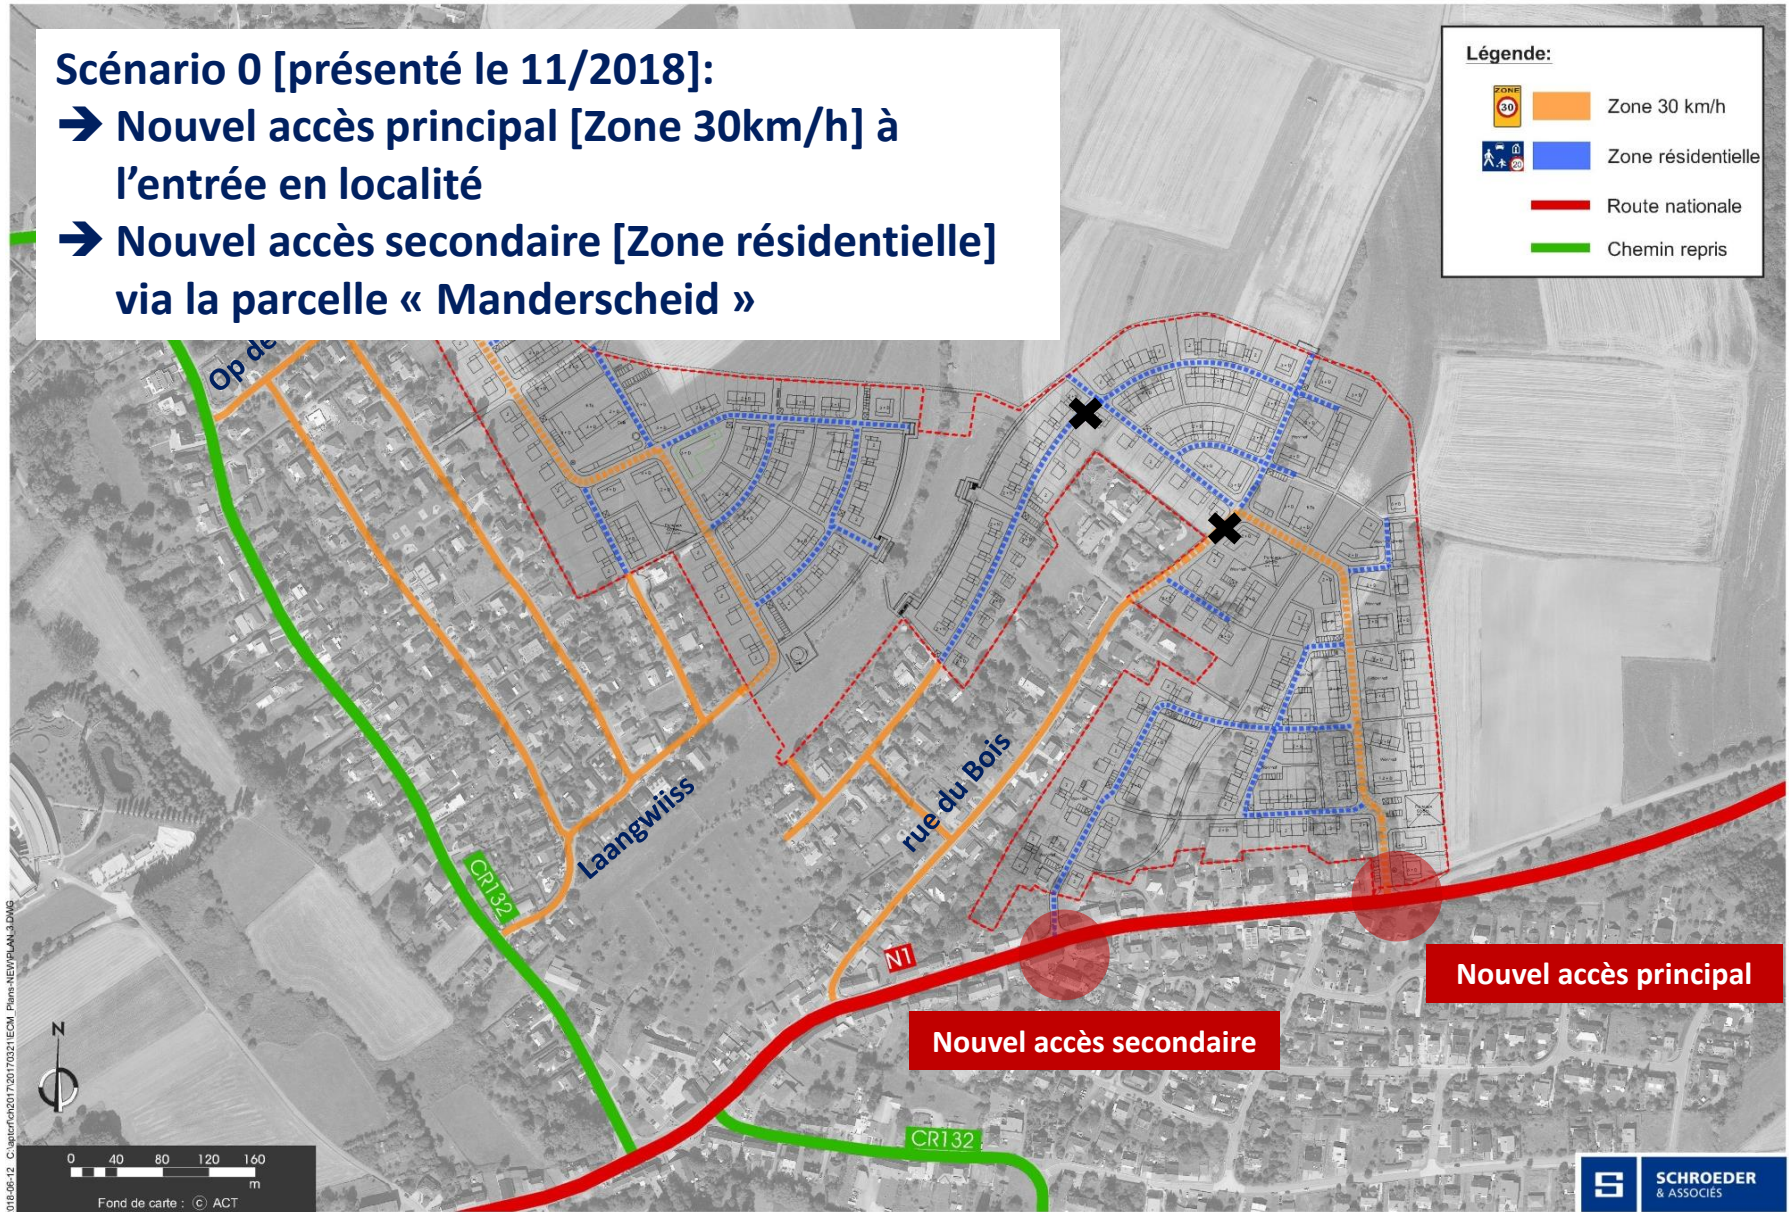 Scénario 0 [présenté le 11/2018]:
➔ Nouvel accès principal [Zone 30km/h] à
l'entrée en localité
➔ Nouvel accès secondaire [Zone résidentielle]
via la parcelle « Manderscheid »
Légende:
ZONE
30
Zone 30 km/h
20
Zone résidentielle
Route nationale
Chemin repris
Op de
Laangwiiss
rue du Bois
CR132
N1
Nouvel accès principal
Nouvel accès secondaire
CR132
N
0 40 80 120 160
m
Fond de carte : © ACT
SCHROEDER
& ASSOCIÉS